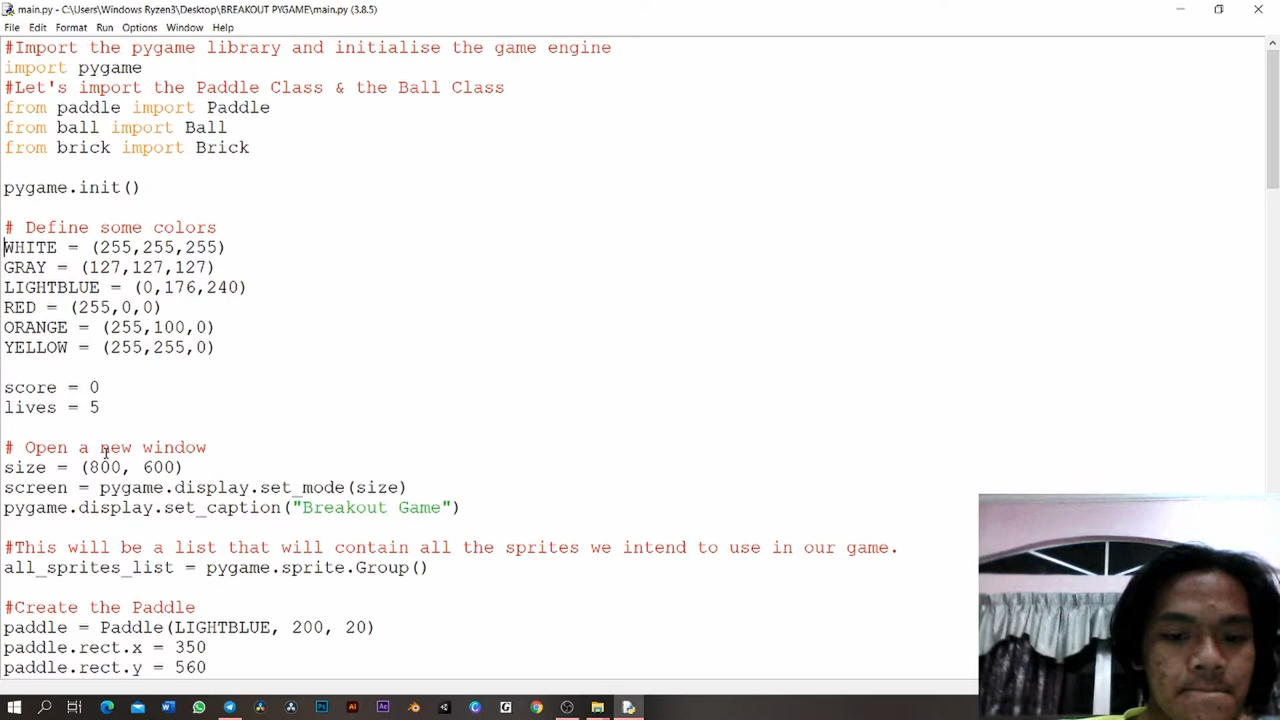 main.py - C:\Users\Windows Ryzen3\Desktop\BREAKOUT PYGAME\main.py (3.8.5)
File Edit Format Run Options Window Help
#Import the pygame library and initialise the game engine
import pygame
#Let's import the Paddle Class & the Ball Class
from paddle import Paddle
from ball import Ball
from brick import Brick
pygame.init()
# Define some colors
WHITE = (255,255,255)
GRAY = (127,127,127)
LIGHTBLUE = (0,176,240)
RED = (255,0,0)
ORANGE = (255,100,0)
YELLOW = (255,255,0)
score = 0
lives = 5
# Open a new window
size = (800, 600)
screen = pygame.display.set_mode(size)
pygame.display.set_caption("Breakout Game")
#This will be a list that will contain all the sprites we intend to use in our game.
all_sprites_list = pygame.sprite.Group()
#Create the Paddle
paddle = Paddle(LIGHTBLUE, 200, 20)
paddle.rect.x = 350
paddle.rect.y = 560